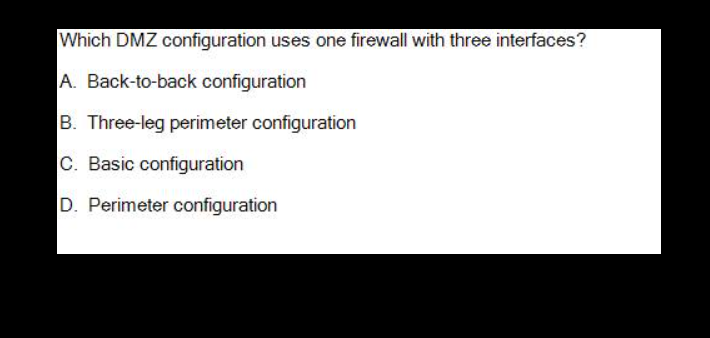 Which DMZ configuration uses one firewall with three interfaces?
A. Back-to-back configuration
B. Three-leg perimeter configuration
C. Basic configuration
D. Perimeter configuration